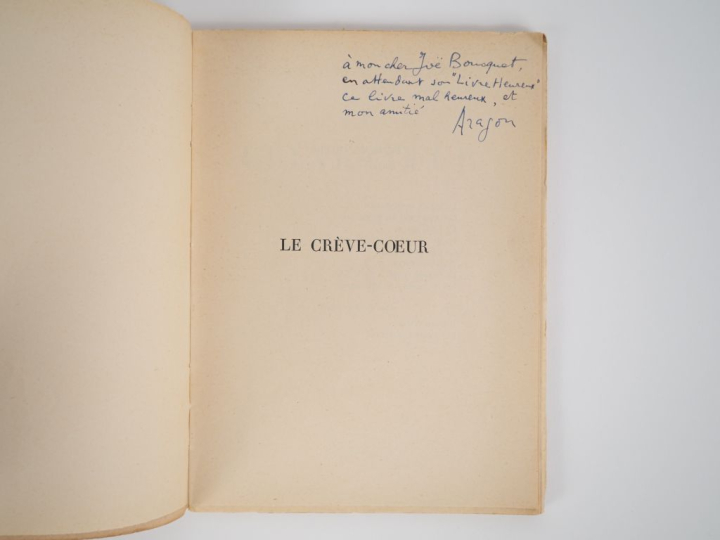 à mon cher Joë Bousquet,
en attendant son "Livre Heureux"
ce livre malheureux, et
mon amitié
Aragon
LE CRÈVE-COEUR